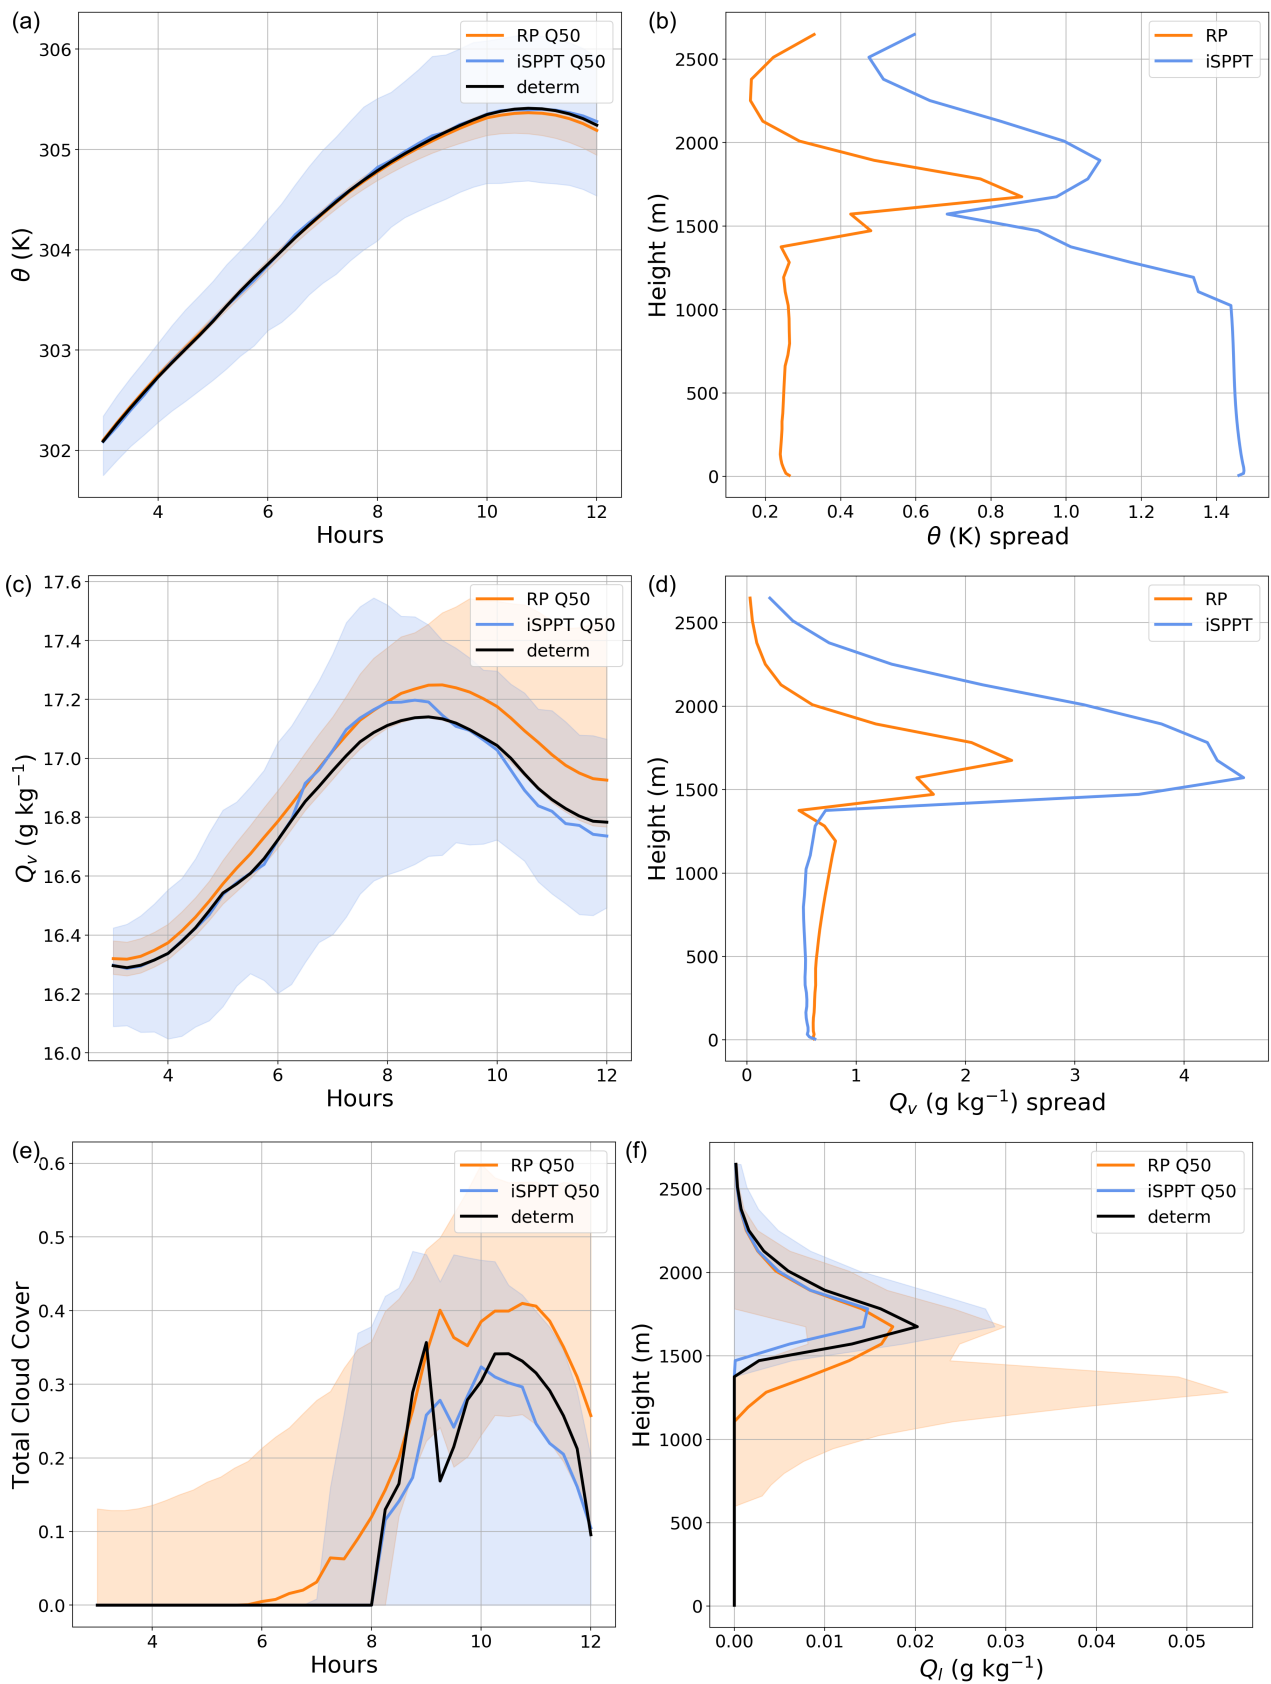 (a)
306
305
304
303
302
θ (K)
RP Q50
iSPPT Q50
determ
4 6 8 10 12
Hours
(b)
2500
2000
1500
1000
500
0
Height (m)
RP
iSPPT
0.2 0.4 0.6 0.8 1.0 1.2 1.4
θ (K) spread
(c)
17.6
17.4
17.2
17.0
16.8
16.6
16.4
16.2
16.0
Qv (g kg⁻¹)
RP Q50
iSPPT Q50
determ
4 6 8 10 12
Hours
(d)
2500
2000
1500
1000
500
0
Height (m)
RP
iSPPT
0 1 2 3 4
Qv (g kg⁻¹) spread
(e)
0.6
0.5
0.4
0.3
0.2
0.1
0.0
Total Cloud Cover
RP Q50
iSPPT Q50
determ
4 6 8 10 12
Hours
(f)
2500
2000
1500
1000
500
0
Height (m)
RP Q50
iSPPT Q50
determ
0.00 0.01 0.02 0.03 0.04 0.05
Ql (g kg⁻¹)